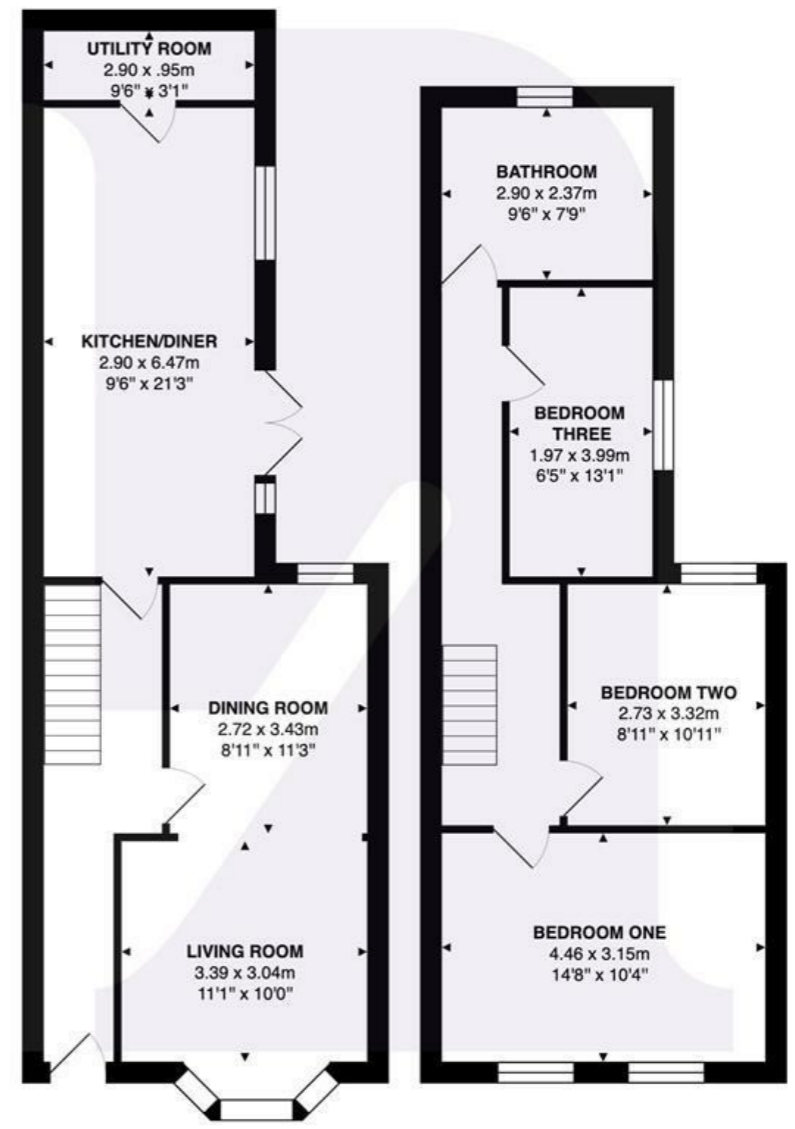 UTILITY ROOM
2.90 x .95m
9'6" x 3'1"
KITCHEN/DINER
2.90 x 6.47m
9'6" x 21'3"
DINING ROOM
2.72 x 3.43m
8'11" x 11'3"
LIVING ROOM
3.39 x 3.04m
11'1" x 10'0"
BATHROOM
2.90 x 2.37m
9'6" x 7'9"
BEDROOM
THREE
1.97 x 3.99m
6'5" x 13'1"
BEDROOM TWO
2.73 x 3.32m
8'11" x 10'11"
BEDROOM ONE
4.46 x 3.15m
14'8" x 10'4"